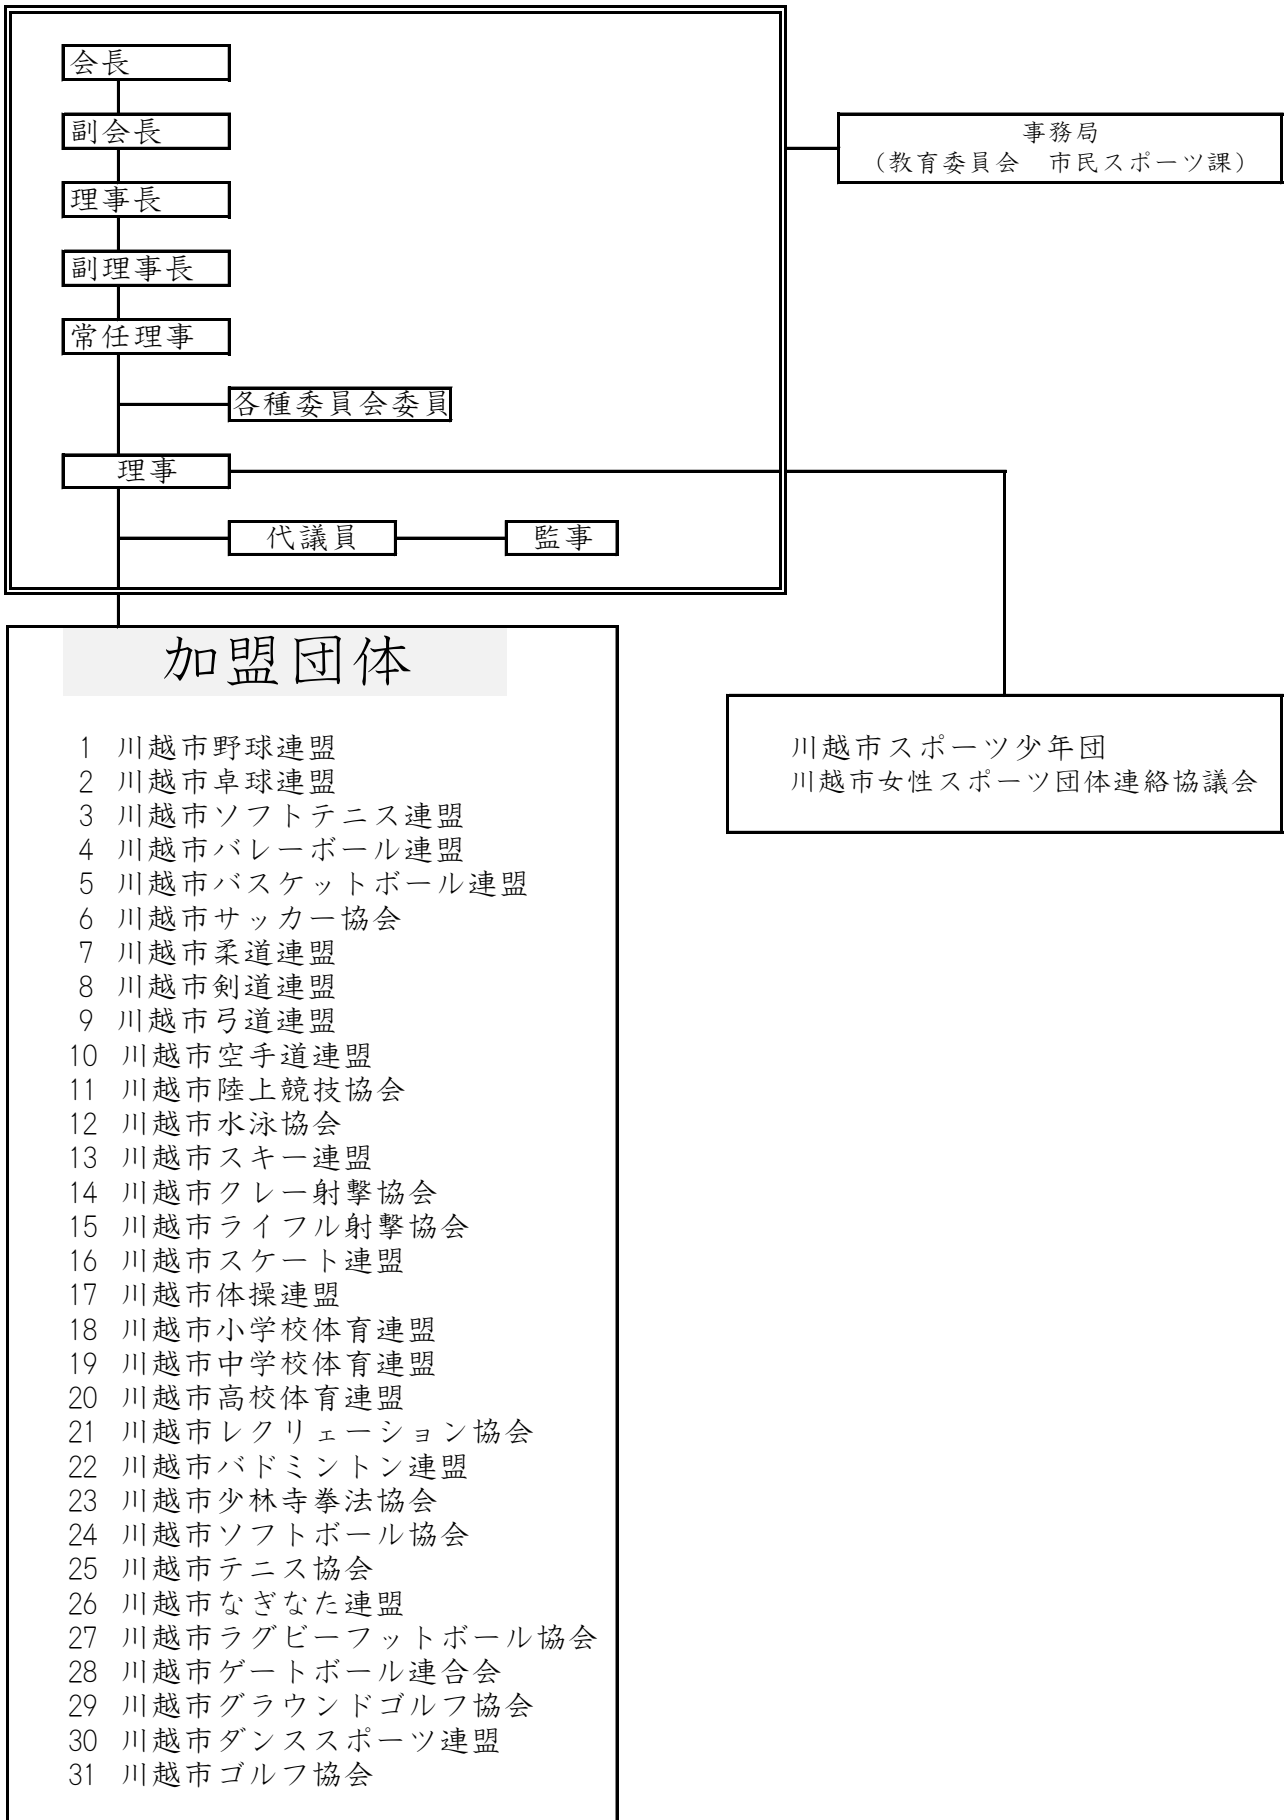 会長
副会長
事務局
（教育委員会　市民スポーツ課）
理事長
副理事長
常任理事
各種委員会委員
理事
代議員
監事
加盟団体
1 川越市野球連盟
2 川越市卓球連盟
3 川越市ソフトテニス連盟
4 川越市バレーボール連盟
5 川越市バスケットボール連盟
6 川越市サッカー協会
7 川越市柔道連盟
8 川越市剣道連盟
9 川越市弓道連盟
10 川越市空手道連盟
11 川越市陸上競技協会
12 川越市水泳協会
13 川越市スキー連盟
14 川越市クレー射撃協会
15 川越市ライフル射撃協会
16 川越市スケート連盟
17 川越市体操連盟
18 川越市小学校体育連盟
19 川越市中学校体育連盟
20 川越市高校体育連盟
21 川越市レクリェーション協会
22 川越市バドミントン連盟
23 川越市少林寺拳法協会
24 川越市ソフトボール協会
25 川越市テニス協会
26 川越市なぎなた連盟
27 川越市ラグビーフットボール協会
28 川越市ゲートボール連合会
29 川越市グラウンドゴルフ協会
30 川越市ダンススポーツ連盟
31 川越市ゴルフ協会
川越市スポーツ少年団
川越市女性スポーツ団体連絡協議会